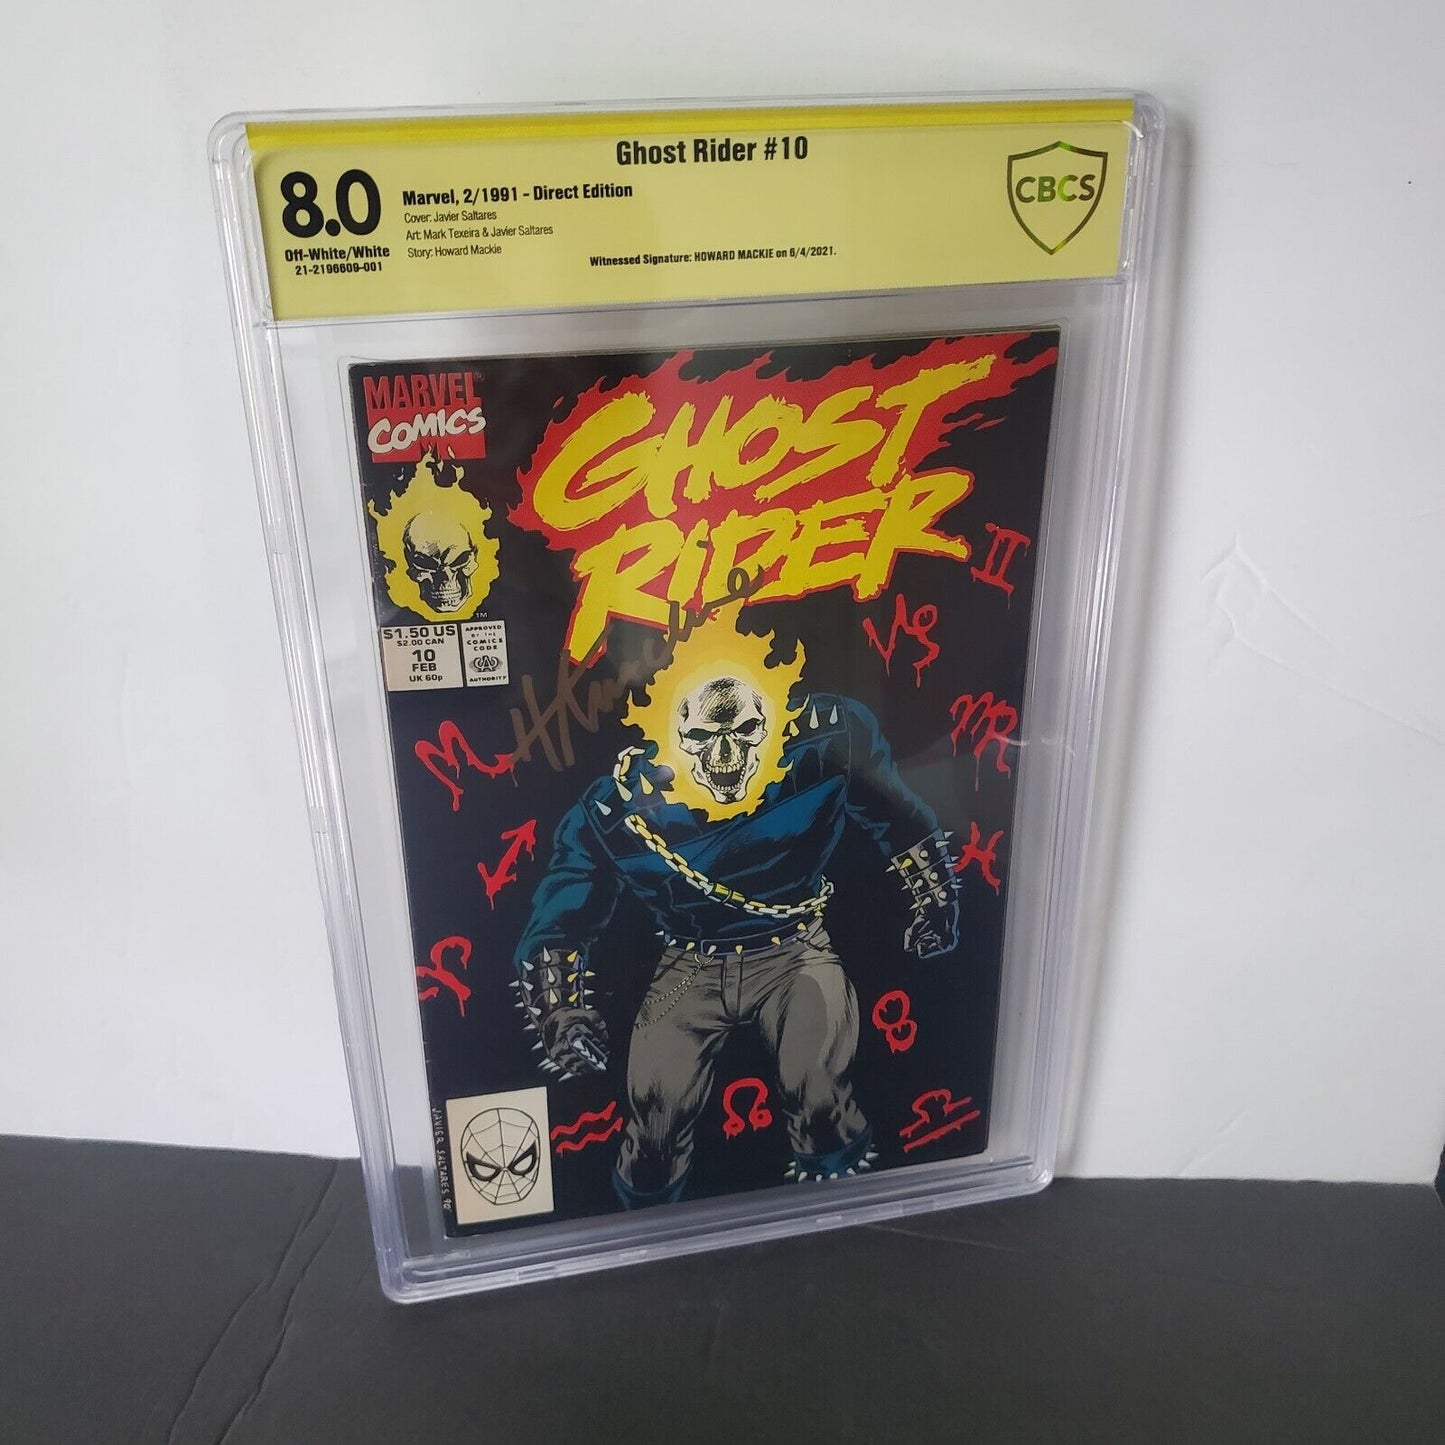 Ghost Rider #10
CBCS
8.0
Off-White/White
21-2196609-001
Marvel, 2/1991 - Direct Edition
Cover: Javier Saltares
Art: Mark Texeira & Javier Saltares
Story: Howard Mackie
Witnessed Signature: HOWARD MACKIE on 6/4/2021.
MARVEL®
COMICS
GHOST
RIDER
TM
$1.50 US
$2.00 CAN
10
FEB
UK 60p
APPROVED
BY THE
COMICS
CODE
CA
AUTHORITY
H Mackie
JAVIER SALTARES 90'